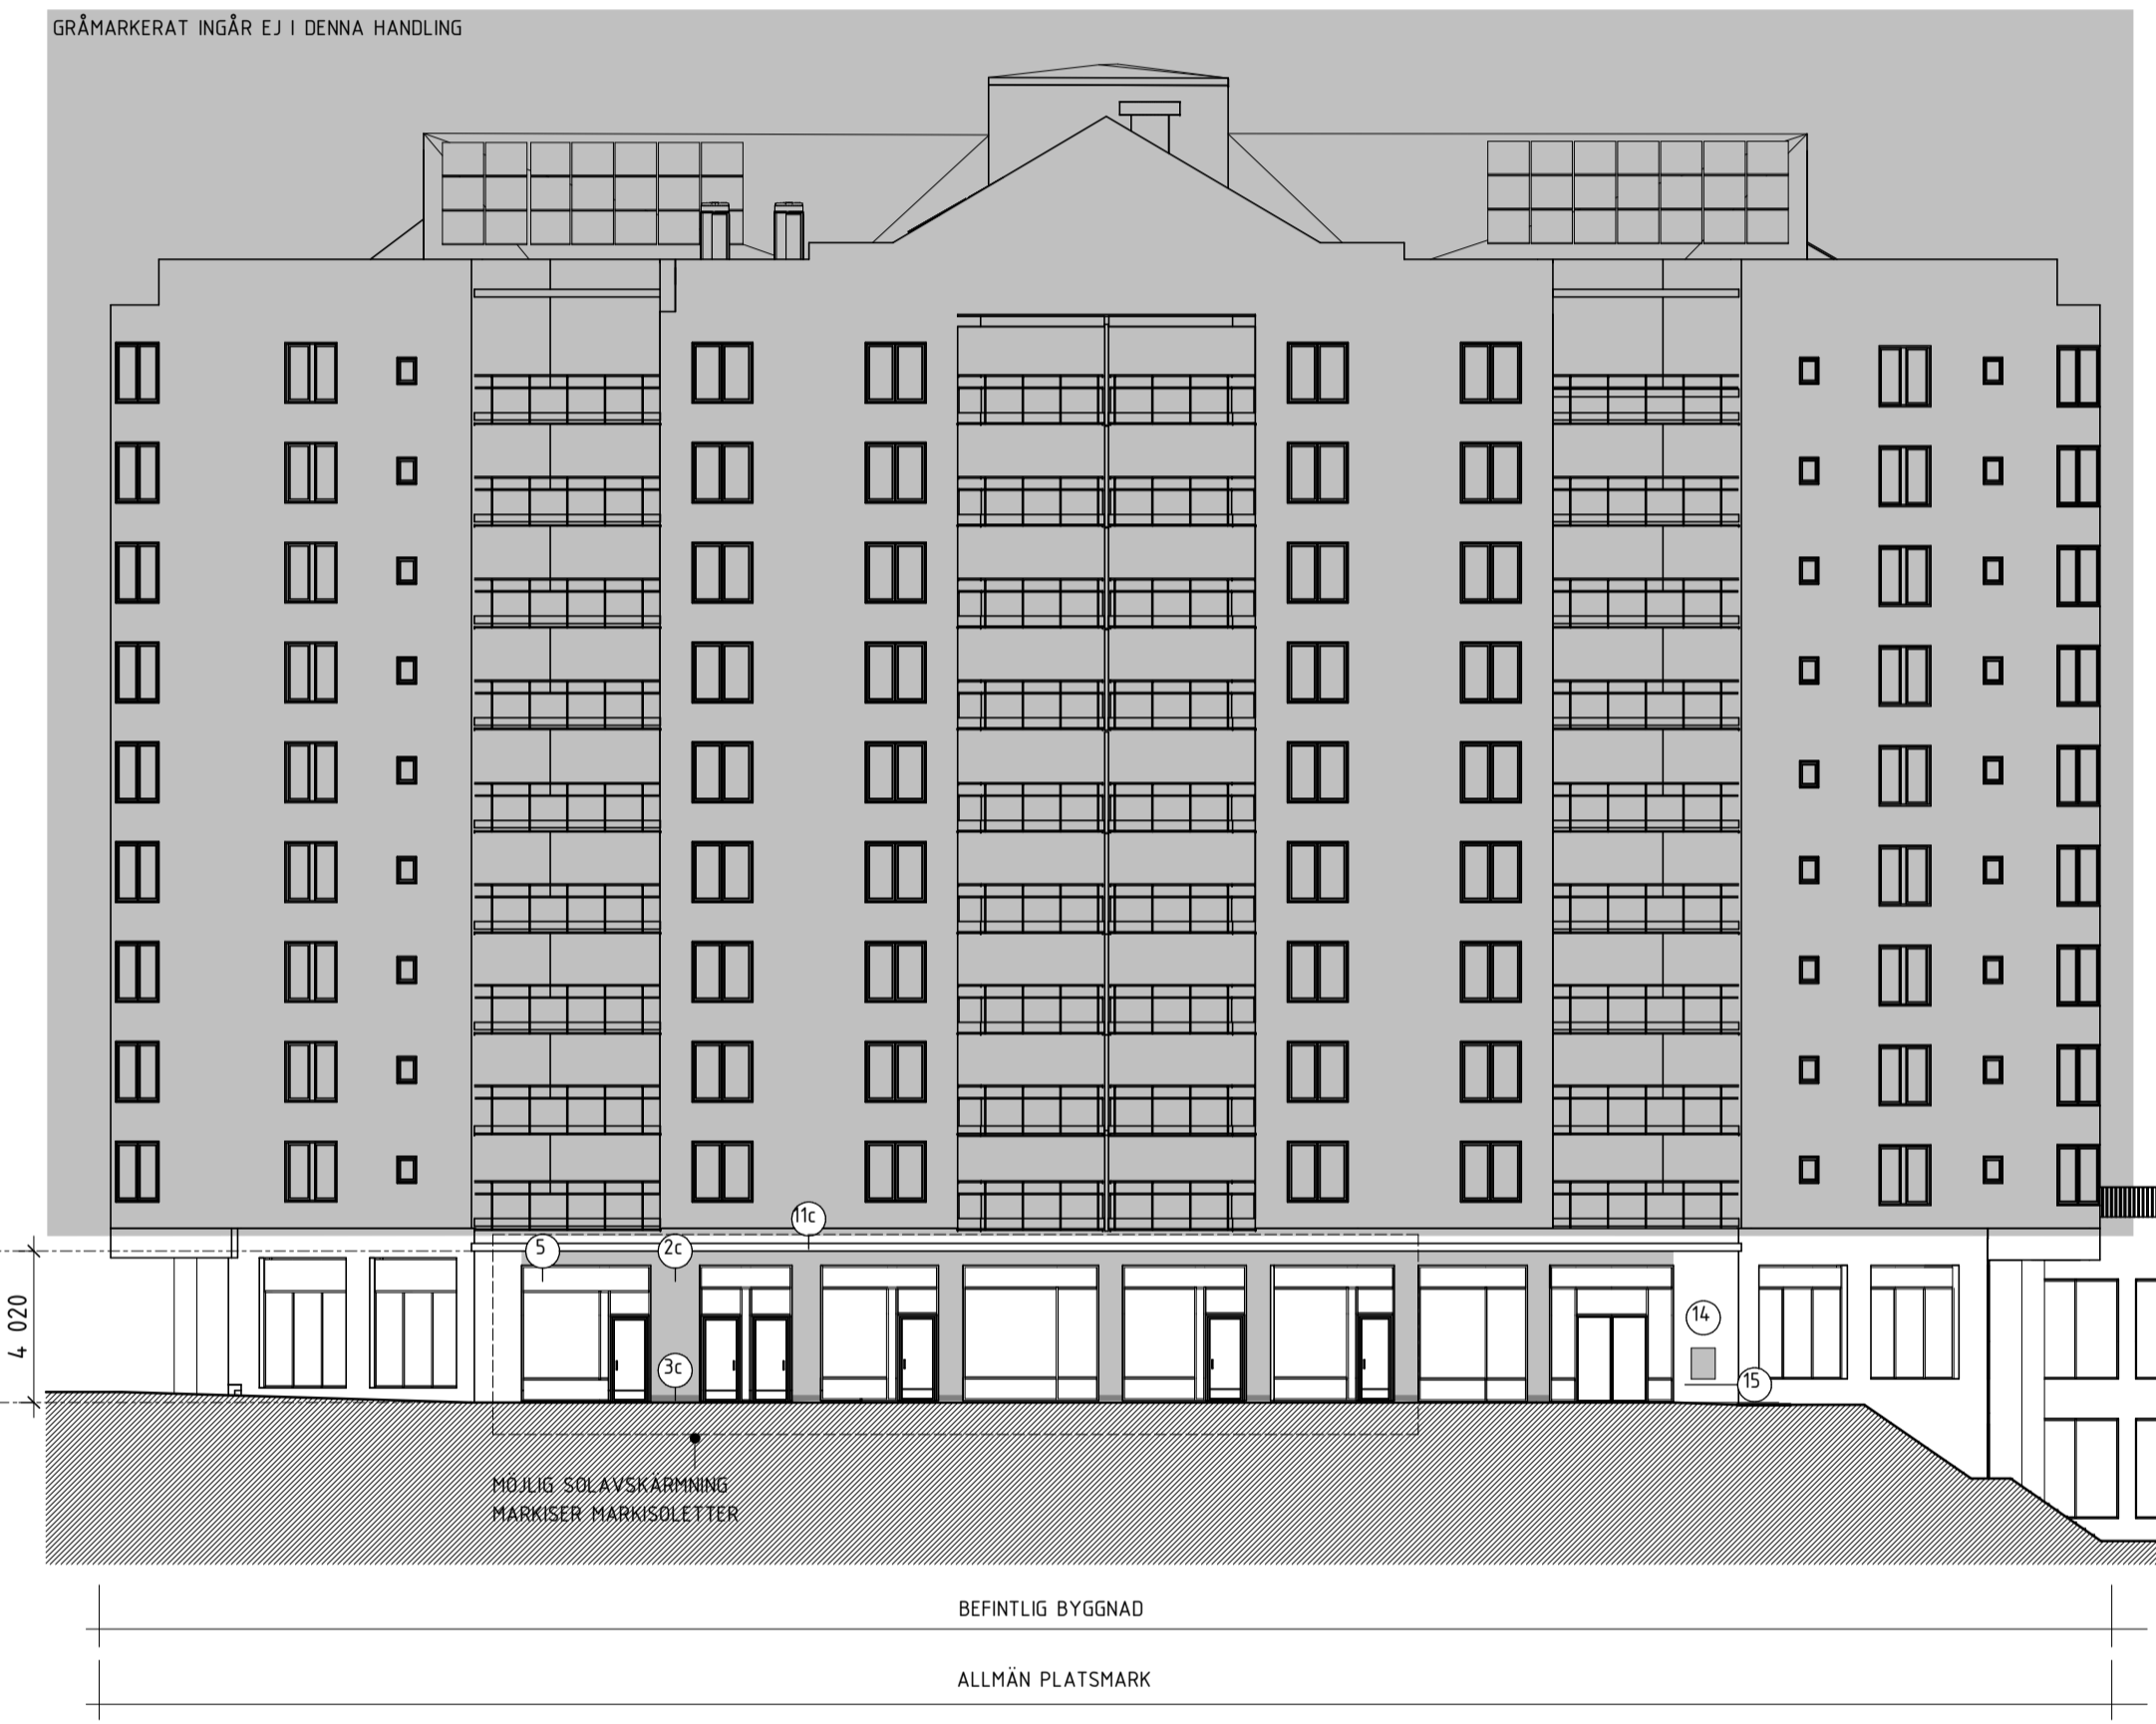 GRÅMARKERAT INGÅR EJ I DENNA HANDLING
11c
5
2c
4 020
14
3c
15
MÖJLIG SOLAVSKÄRMNING
MARKISER MARKISOLETTER
BEFINTLIG BYGGNAD
ALLMÄN PLATSMARK